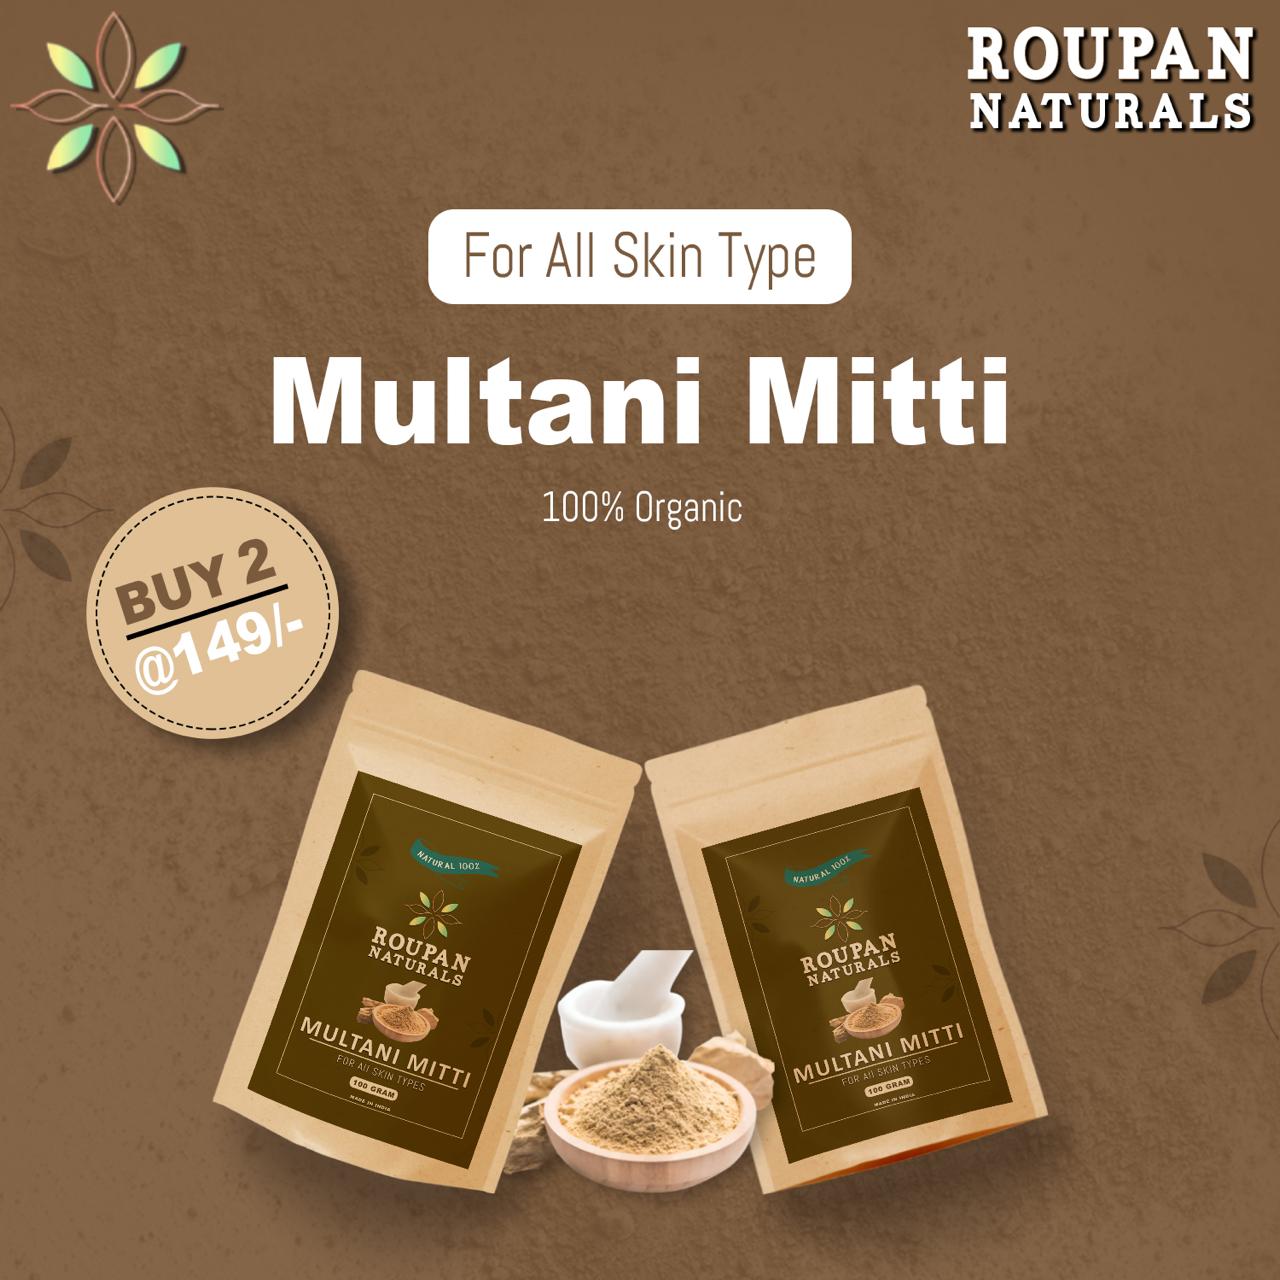 ROUPAN
NATURALS
For All Skin Type
Multani Mitti
100% Organic
BUY 2
@149/-
NATURAL 100%
ROUPAN
NATURALS
MULTANI MITTI
FOR All SKIN TYPES
100 GRAM
MADE IN INDIA
NATURAL 100%
ROUPAN
NATURALS
MULTANI MITTI
FOR All SKIN TYPES
100 GRAM
MADE IN INDIA